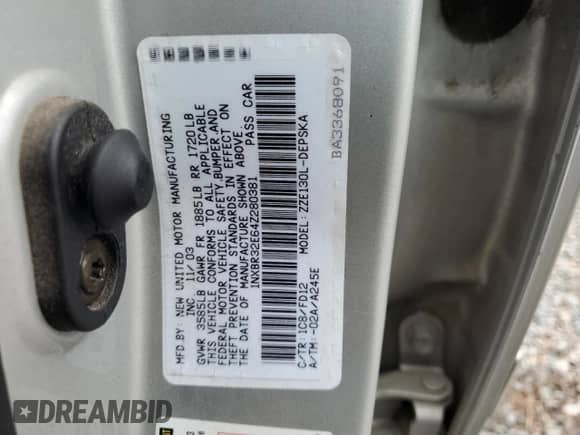 MFD. BY: NEW UNITED MOTOR MANUFACTURING
INC 11/03
GVWR 3585LB GAWR FR 1885LB RR 1720LB
THIS VEHICLE CONFORMS TO ALL APPLICABLE
FEDERAL MOTOR VEHICLE SAFETY,BUMPER,AND
THEFT PREVENTION STANDARDS IN EFFECT ON
THE DATE OF MANUFACTURE SHOWN ABOVE.
1NXBR32E64Z280381 PASS CAR
C/TR: 1C8/FD12 MODEL: ZZE130L-DEPSKA
A/TM: -02A/A245E
BA3368091
DREAMBID